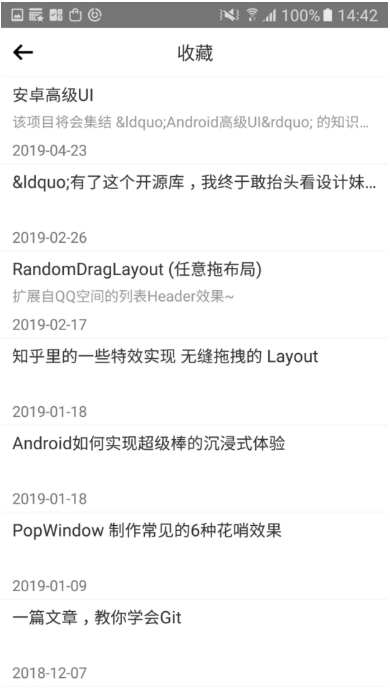 100% 14:42
收藏
安卓高级UI
该项目将会集结 &ldquo;Android高级UI&rdquo; 的知识...
2019-04-23
&ldquo;有了这个开源库，我终于敢抬头看设计妹...
2019-02-26
RandomDragLayout (任意拖布局)
扩展自QQ空间的列表Header效果~
2019-02-17
知乎里的一些特效实现 无缝拖拽的 Layout
2019-01-18
Android如何实现超级棒的沉浸式体验
2019-01-18
PopWindow 制作常见的6种花哨效果
2019-01-09
一篇文章，教你学会Git
2018-12-07